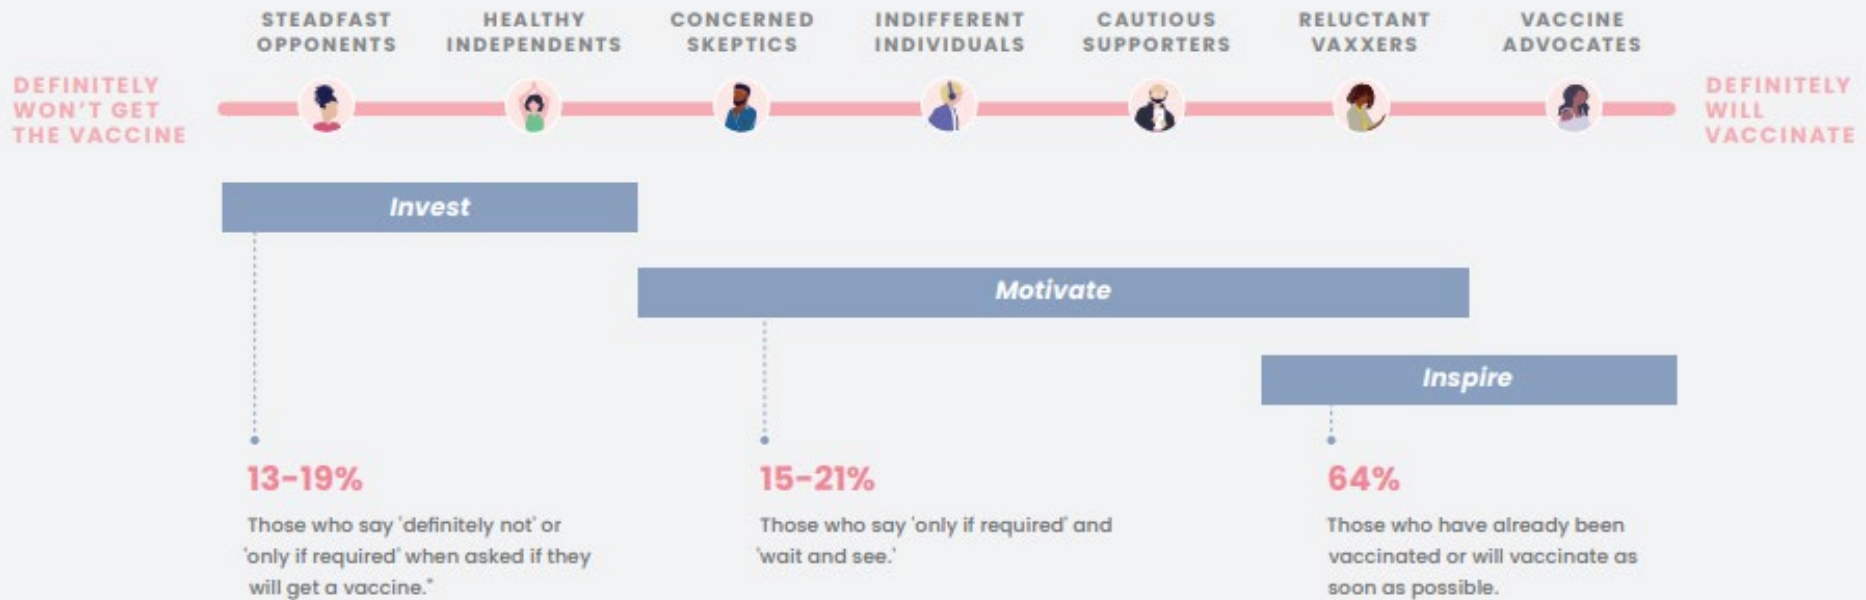 STEADFAST
OPPONENTS
HEALTHY
INDEPENDENTS
CONCERNED
SKEPTICS
INDIFFERENT
INDIVIDUALS
CAUTIOUS
SUPPORTERS
RELUCTANT
VAXXERS
VACCINE
ADVOCATES
DEFINITELY
WON'T GET
THE VACCINE
DEFINITELY
WILL
VACCINATE
Invest
Motivate
Inspire
13-19%
Those who say 'definitely not' or
'only if required' when asked if they
will get a vaccine.*
15-21%
Those who say 'only if required' and
'wait and see.'
64%
Those who have already been
vaccinated or will vaccinate as
soon as possible.